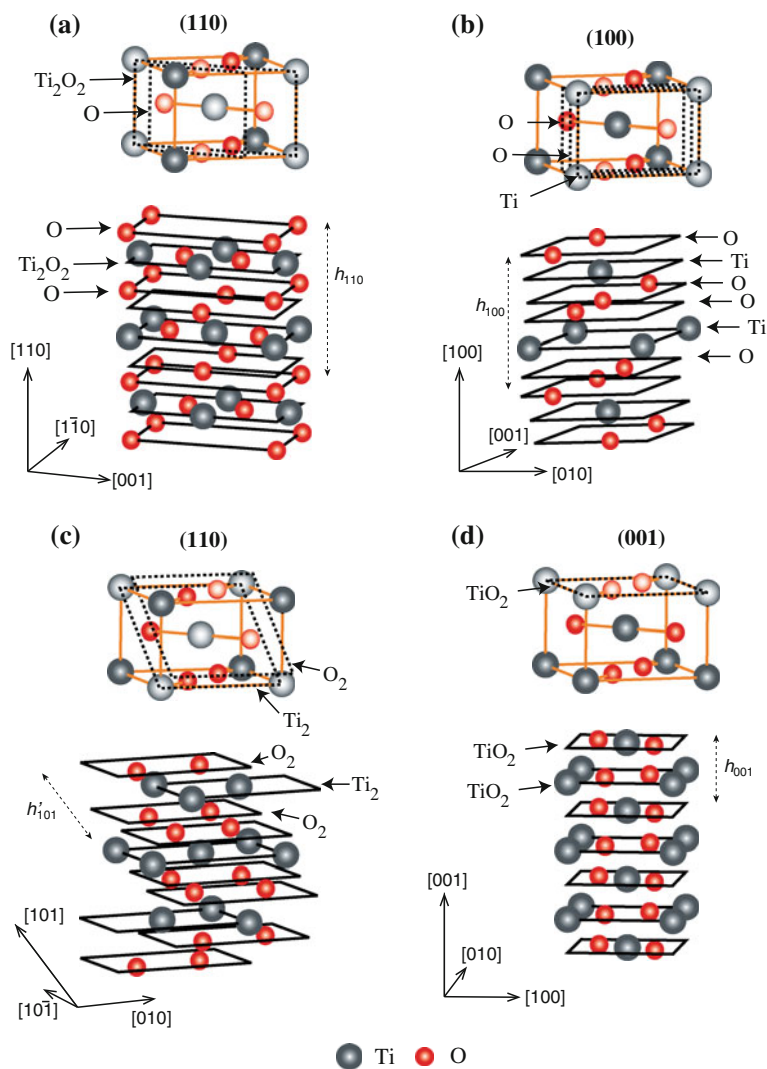 (a)
(110)
Ti₂O₂
O
O
Ti₂O₂
O
h₁₁₀
[110]
[11̄0]
[001]
(b)
(100)
O
O
Ti
O
Ti
O
O
Ti
O
h₁₀₀
[100]
[001]
[010]
(c)
(110)
O₂
Ti₂
O₂
Ti₂
O₂
h′₁₀₁
[101]
[101̄]
[010]
(d)
(001)
TiO₂
TiO₂
TiO₂
h₀₀₁
[001]
[010]
[100]
Ti O